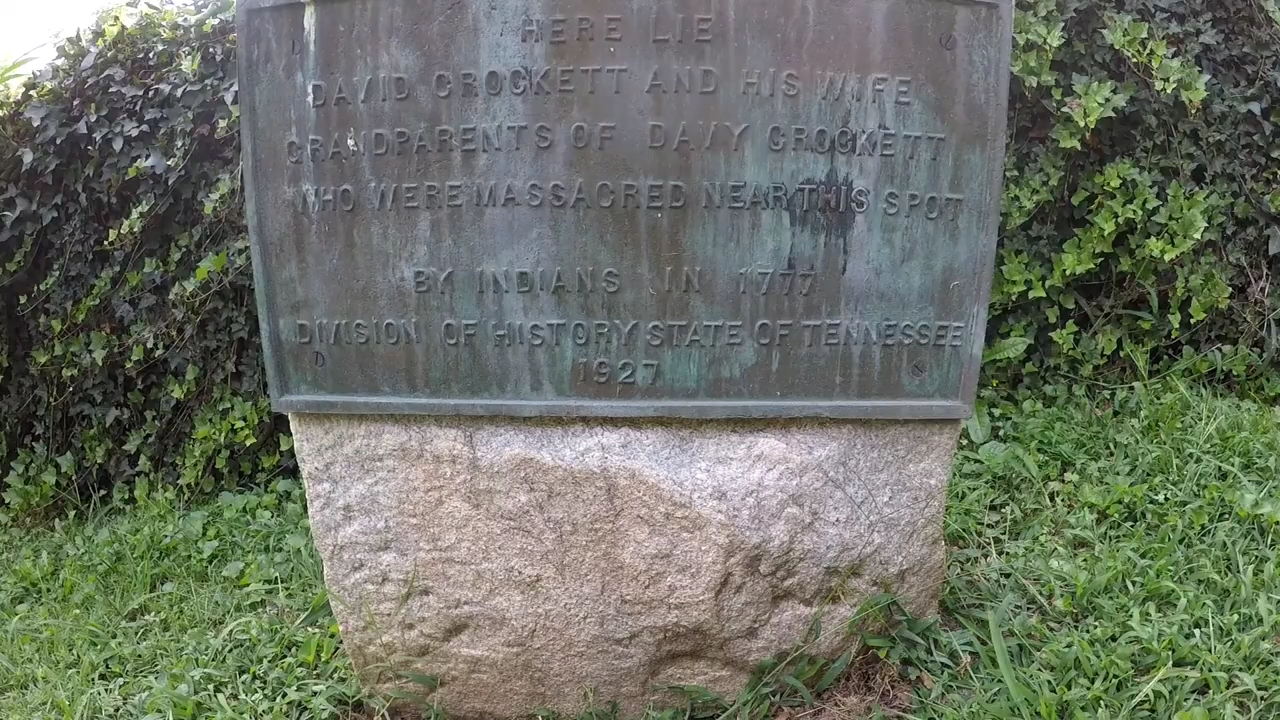 HERE LIE
DAVID CROCKETT AND HIS WIFE
GRANDPARENTS OF DAVY CROCKETT
WHO WERE MASSACRED NEAR THIS SPOT
BY INDIANS IN 1777
DIVISION OF HISTORY STATE OF TENNESSEE
1927